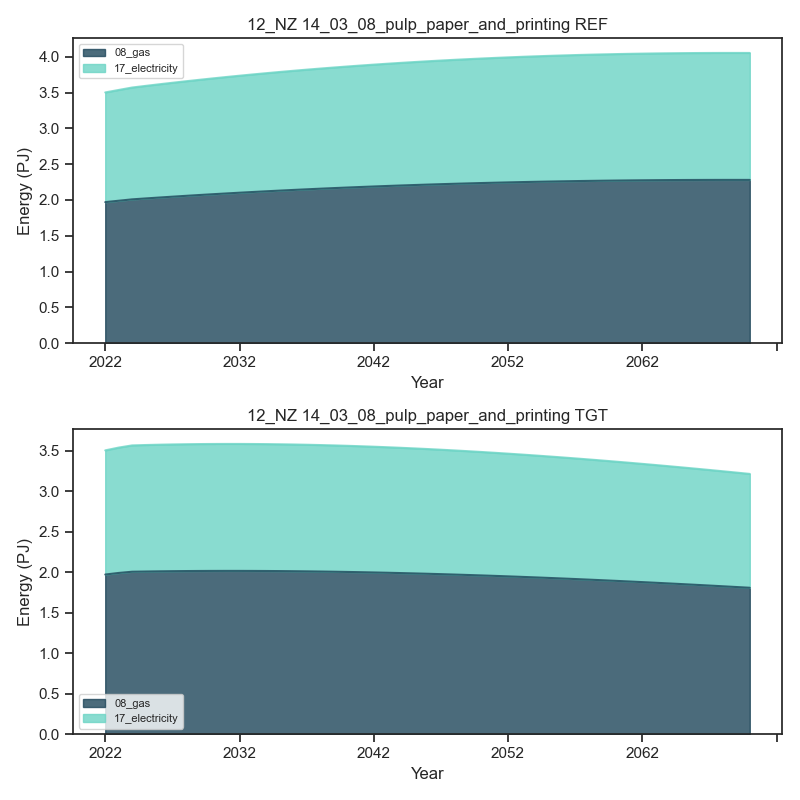 12_NZ 14_03_08_pulp_paper_and_printing REF
08_gas
17_electricity
4.0
3.5
3.0
2.5
2.0
1.5
1.0
0.5
0.0
Energy (PJ)
2022 2032 2042 2052 2062
Year
12_NZ 14_03_08_pulp_paper_and_printing TGT
3.5
3.0
2.5
2.0
1.5
1.0
0.5
0.0
Energy (PJ)
08_gas
17_electricity
2022 2032 2042 2052 2062
Year